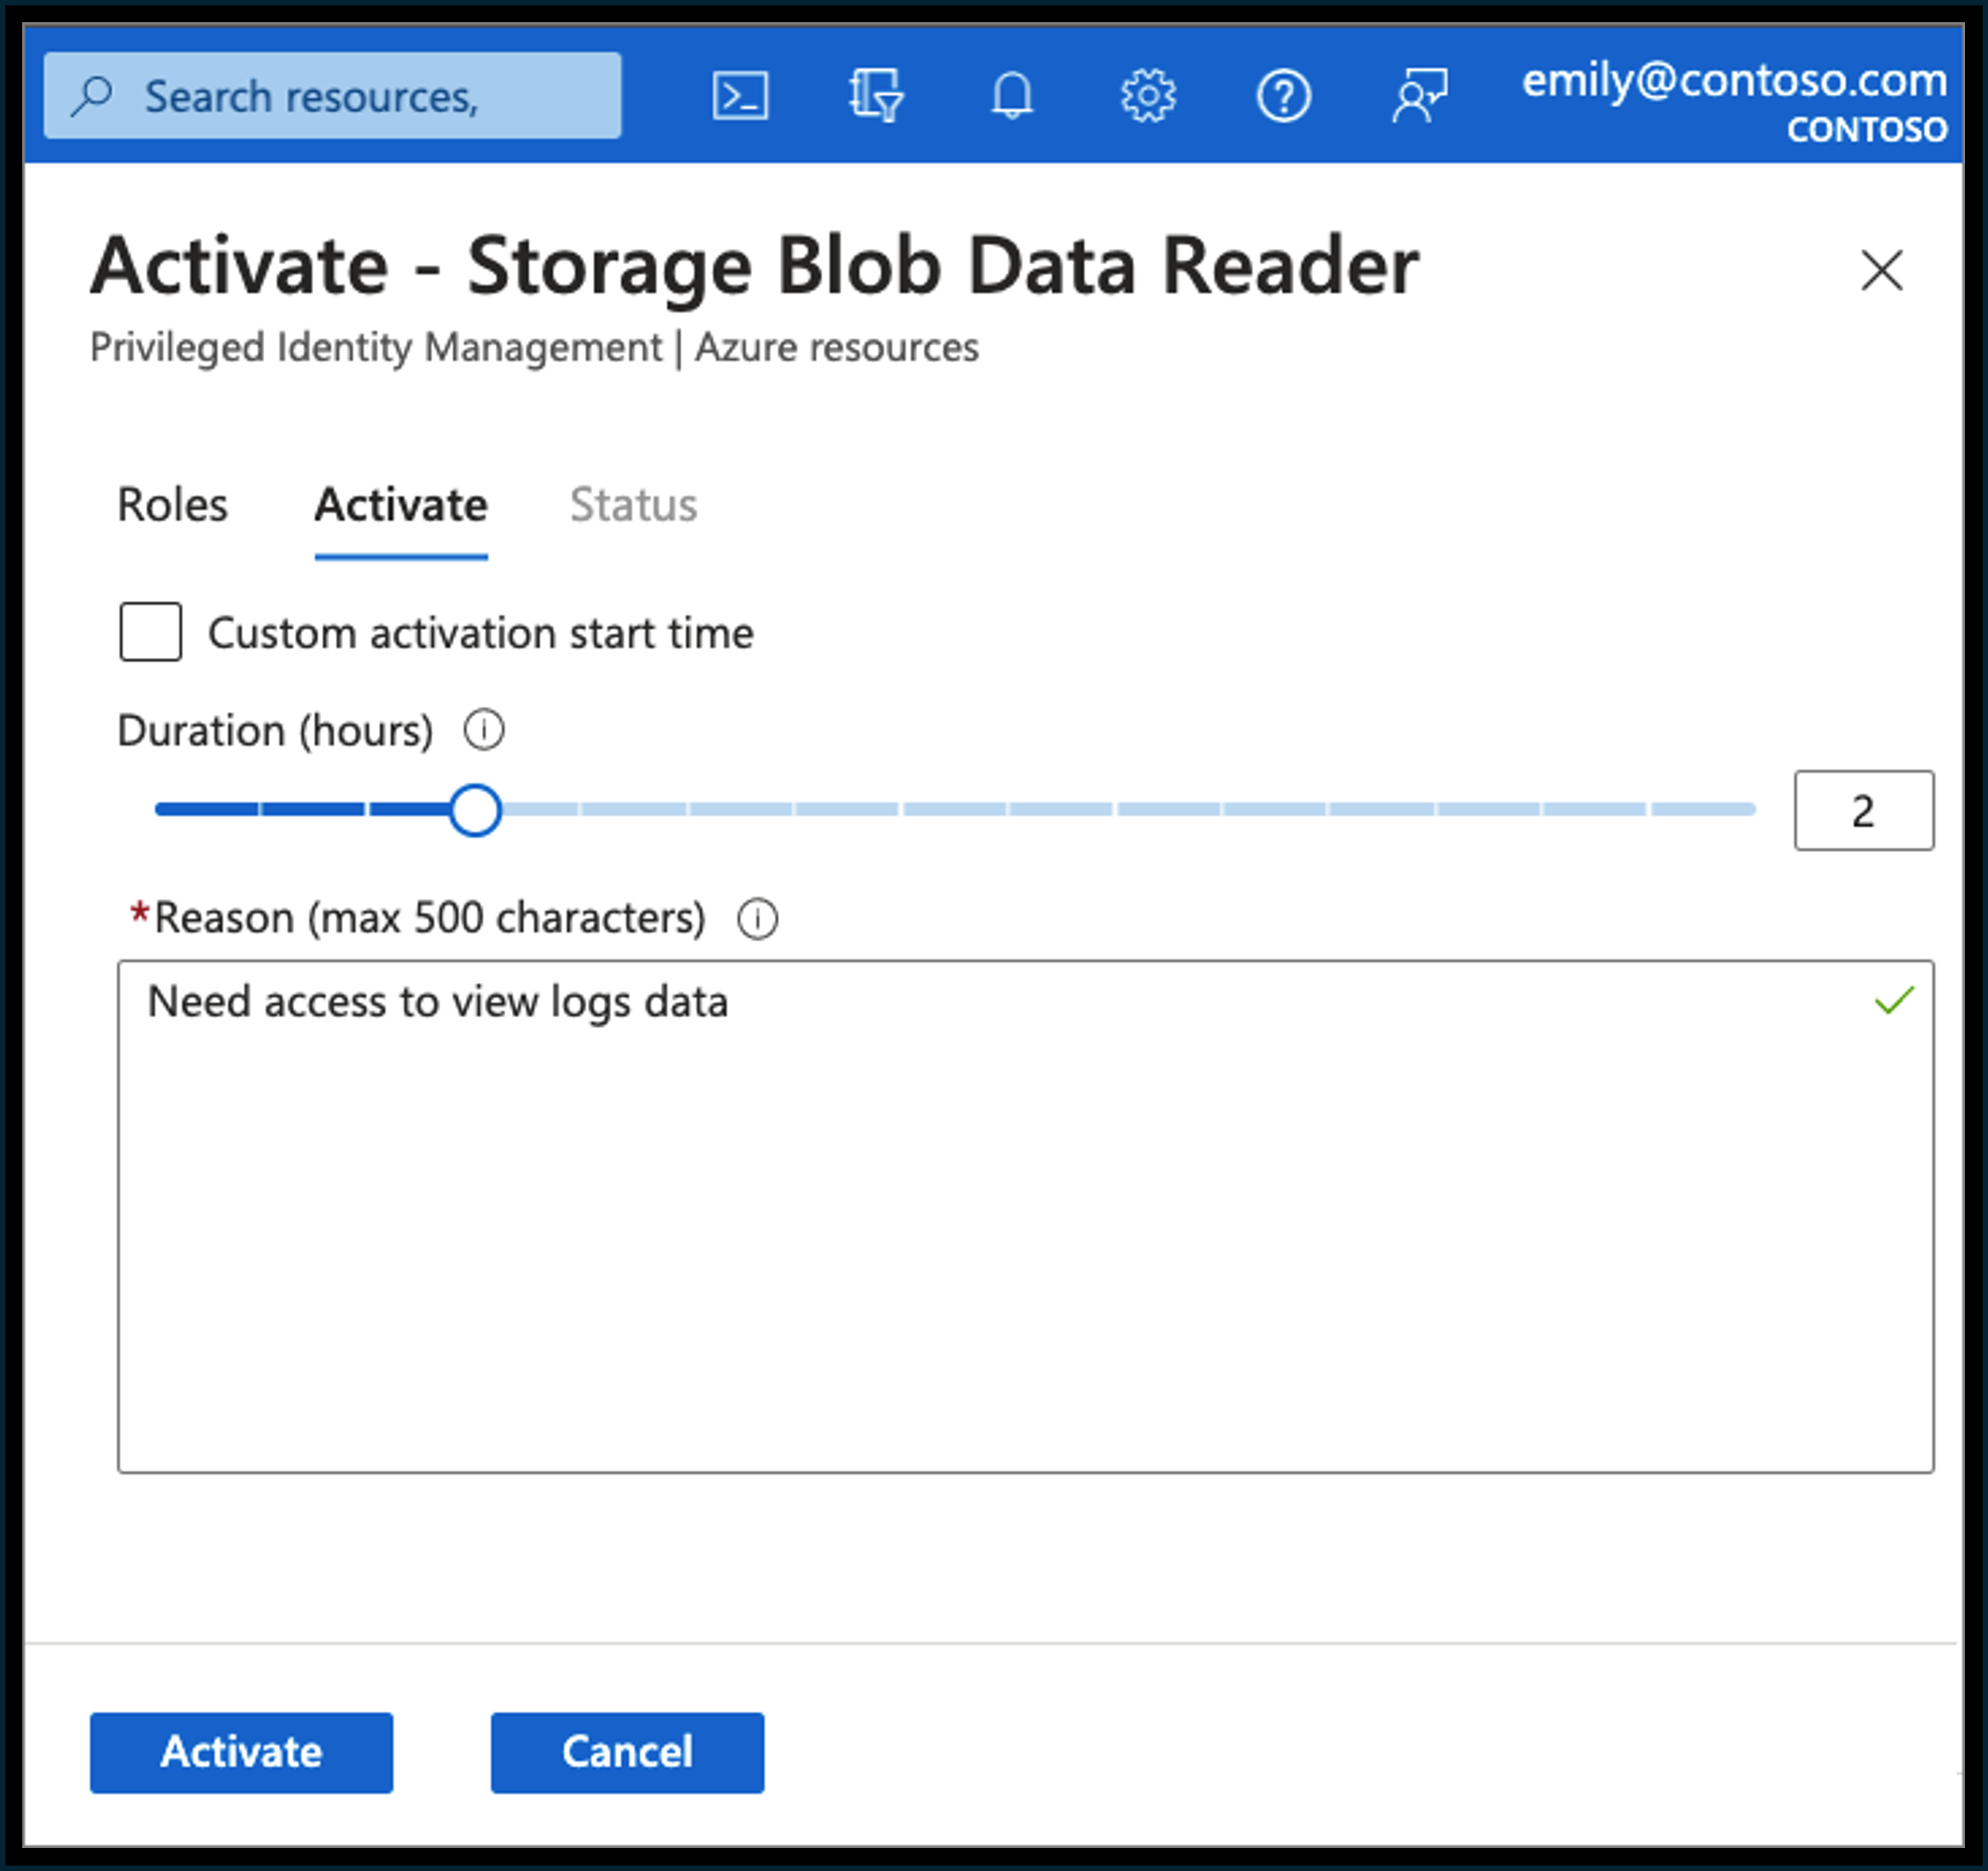 Search resources,
emily@contoso.com
CONTOSO
Activate - Storage Blob Data Reader
Privileged Identity Management | Azure resources
Roles Activate Status
Custom activation start time
Duration (hours)
2
*Reason (max 500 characters)
Need access to view logs data
Activate Cancel